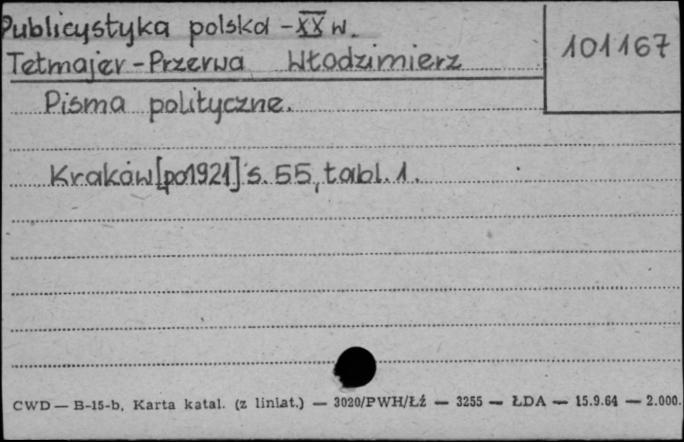 Publicystyka polska - XX w.
101167
Tetmajer-Przerwa Włodzimierz
Pisma polityczne.
Kraków [po1921] s. 55, tabl. 1.
CWD — B-15-b, Karta katal. (z liniat.) — 3020/PWH/Łź — 3255 — ŁDA — 15.9.64 — 2.000.